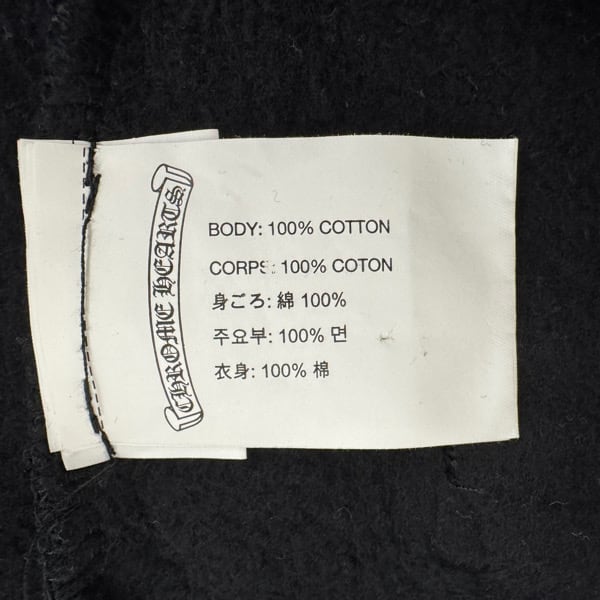 CHROME HEARTS
BODY: 100% COTTON
CORPS: 100% COTON
身ごろ: 綿 100%
주요부: 100% 면
衣身: 100% 棉